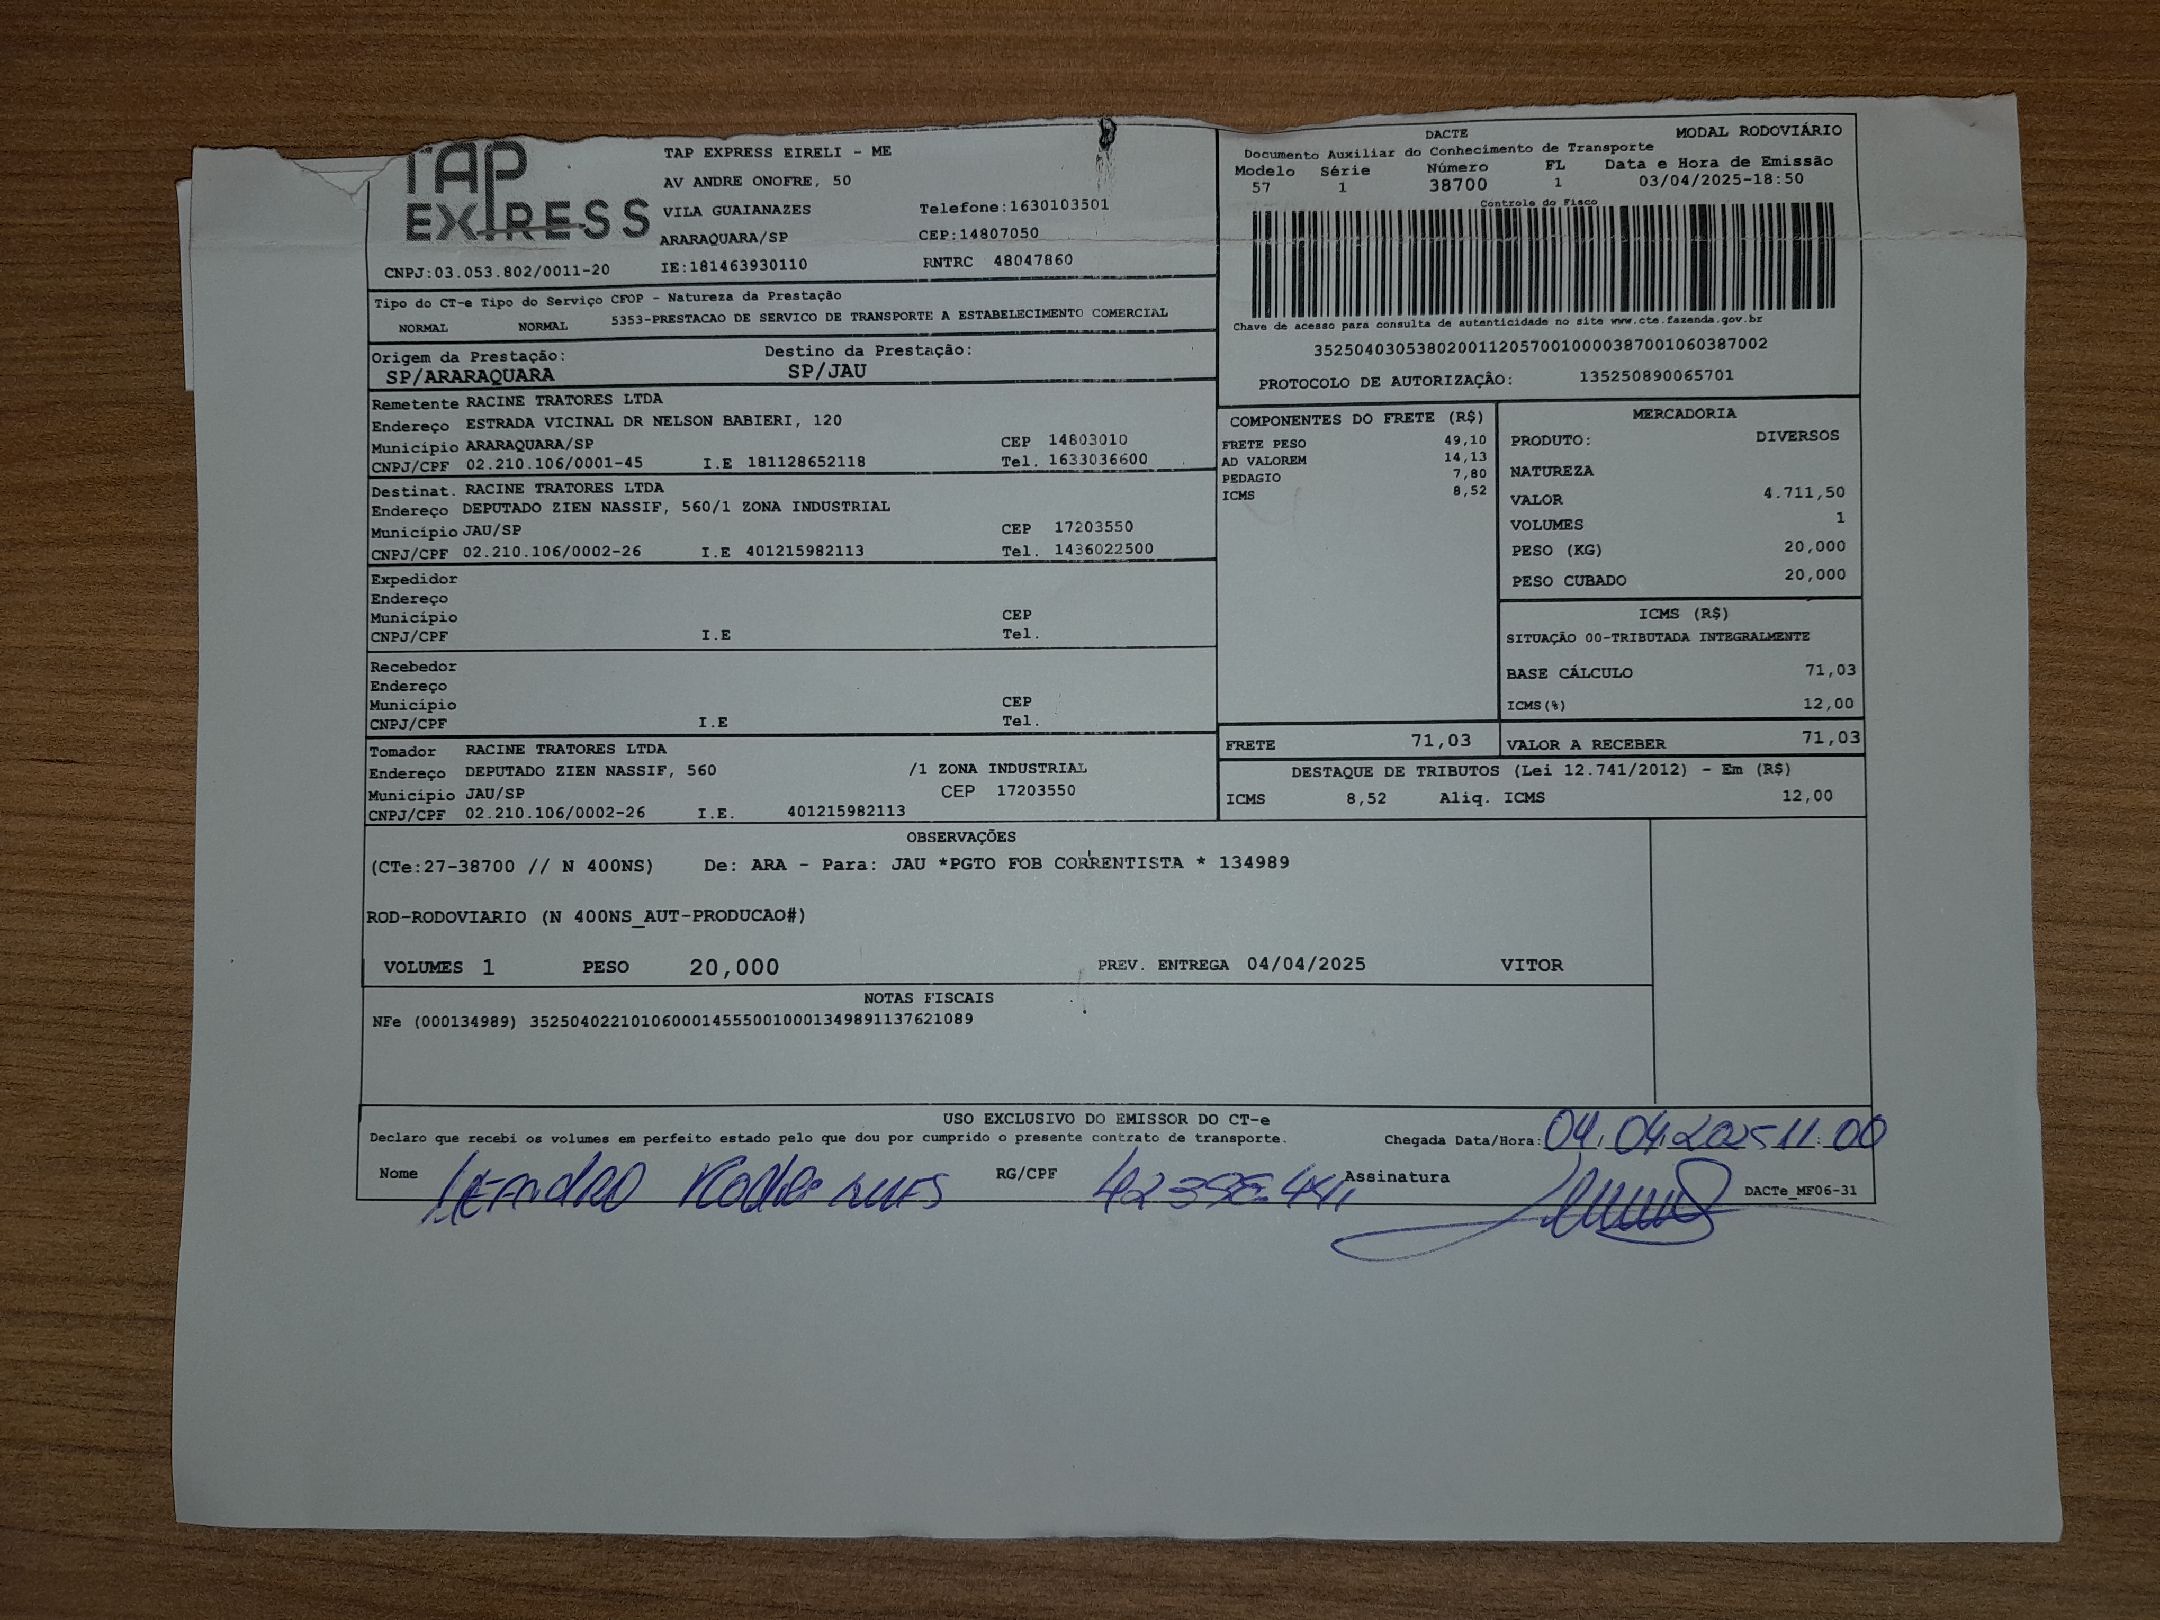 TAP EXPRESS
TAP EXPRESS EIRELI - ME
AV ANDRE ONOFRE, 50
VILA GUAIANAZES Telefone:1630103501
ARARAQUARA/SP CEP:14807050
CNPJ:03.053.802/0011-20 IE:181463930110 RNTRC 48047860
DACTE MODAL RODOVIÁRIO
Documento Auxiliar do Conhecimento de Transporte
Modelo Série Número FL Data e Hora de Emissão
57 1 38700 1 03/04/2025-18:50
Controle do Fisco
Chave de acesso para consulta de autenticidade no site www.cte.fazenda.gov.br
35250403053802001120570010000387001060387002
PROTOCOLO DE AUTORIZAÇÂO: 135250890065701
Tipo do CT-e Tipo do Serviço CFOP - Natureza da Prestação
NORMAL NORMAL 5353-PRESTACAO DE SERVICO DE TRANSPORTE A ESTABELECIMENTO COMERCIAL
Origem da Prestação: Destino da Prestação:
SP/ARARAQUARA SP/JAU
Remetente RACINE TRATORES LTDA
Endereço ESTRADA VICINAL DR NELSON BABIERI, 120
Município ARARAQUARA/SP CEP 14803010
CNPJ/CPF 02.210.106/0001-45 I.E 181128652118 Tel. 1633036600
Destinat. RACINE TRATORES LTDA
Endereço DEPUTADO ZIEN NASSIF, 560/1 ZONA INDUSTRIAL
Município JAU/SP CEP 17203550
CNPJ/CPF 02.210.106/0002-26 I.E 401215982113 Tel. 1436022500
Expedidor
Endereço
Município CEP
CNPJ/CPF I.E Tel.
Recebedor
Endereço
Município CEP
CNPJ/CPF I.E Tel.
Tomador RACINE TRATORES LTDA
Endereço DEPUTADO ZIEN NASSIF, 560 /1 ZONA INDUSTRIAL
Município JAU/SP CEP 17203550
CNPJ/CPF 02.210.106/0002-26 I.E. 401215982113
COMPONENTES DO FRETE (R$)
FRETE PESO 49,10
AD VALOREM 14,13
PEDAGIO 7,80
ICMS 8,52
MERCADORIA
PRODUTO: DIVERSOS
NATUREZA
VALOR 4.711,50
VOLUMES 1
PESO (KG) 20,000
PESO CUBADO 20,000
ICMS (R$)
SITUAÇÃO 00-TRIBUTADA INTEGRALMENTE
BASE CÁLCULO 71,03
ICMS(%) 12,00
FRETE 71,03 VALOR A RECEBER 71,03
DESTAQUE DE TRIBUTOS (Lei 12.741/2012) - Em (R$)
ICMS 8,52 Aliq. ICMS 12,00
OBSERVAÇÕES
(CTe:27-38700 // N 400NS) De: ARA - Para: JAU *PGTO FOB CORRENTISTA * 134989
ROD-RODOVIARIO (N 400NS_AUT-PRODUCAO#)
VOLUMES 1 PESO 20,000 PREV. ENTREGA 04/04/2025 VITOR
NOTAS FISCAIS
NFe (000134989) 35250402210106000145550010001349891137621089
USO EXCLUSIVO DO EMISSOR DO CT-e
Declaro que recebi os volumes em perfeito estado pelo que dou por cumprido o presente contrato de transporte. Chegada Data/Hora: 04.04.2025 11:00
Nome Leandro Rodrigues RG/CPF Assinatura DACTe_MF06-31